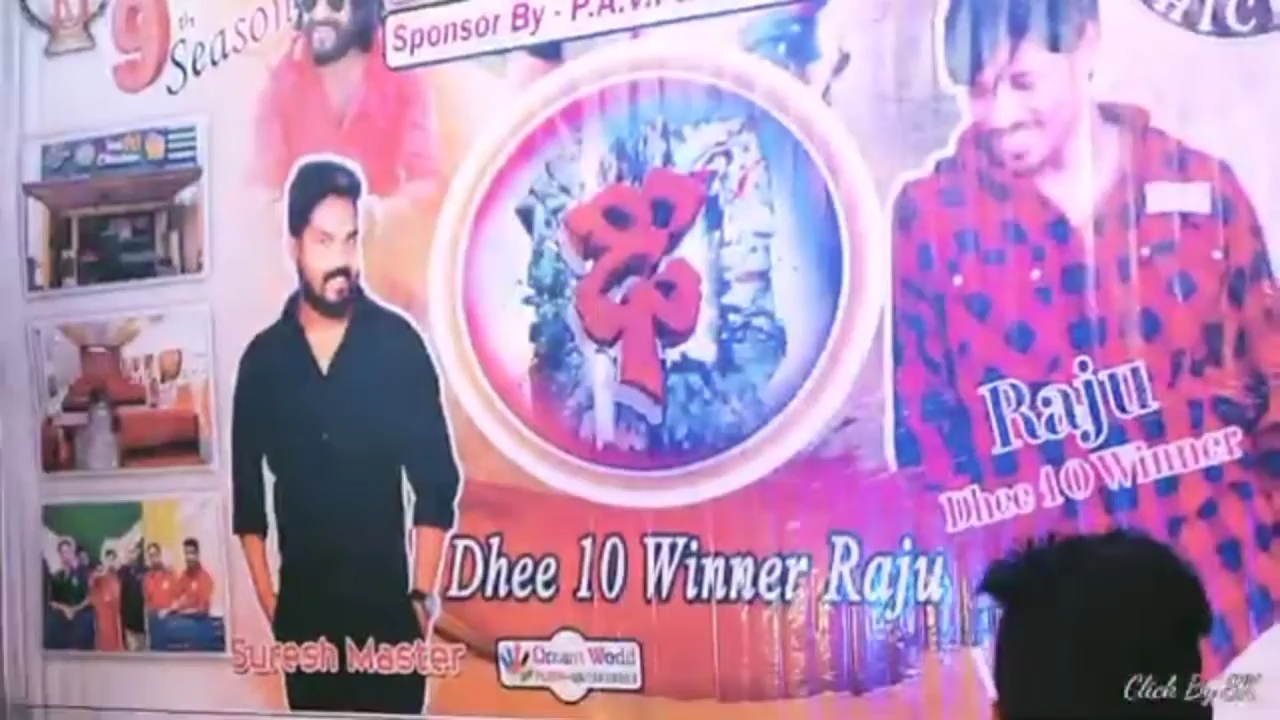 9th Season
Sponsor By - P.A.V.
ఢీ
Raju
Dhee 10 Winner
Dhee 10 Winner Raju
Suresh Master
Dream World
Click By SK